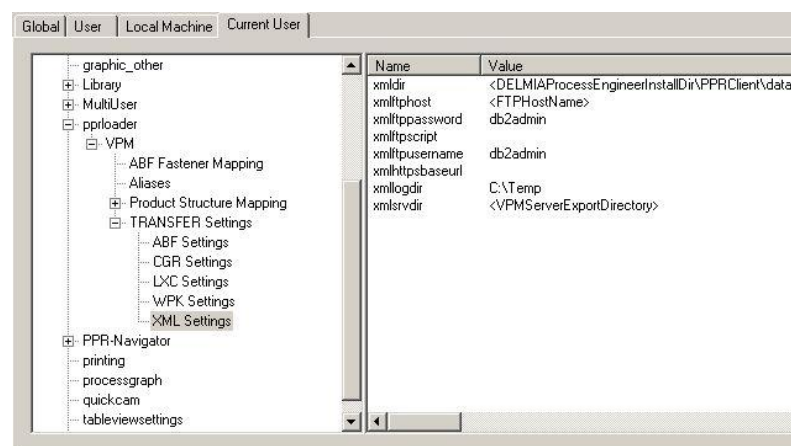 Global User Local Machine Current User
graphic_other
Library
MultiUser
pprloader
VPM
ABF Fastener Mapping
Aliases
Product Structure Mapping
TRANSFER Settings
ABF Settings
CGR Settings
LXC Settings
WPK Settings
XML Settings
PPR-Navigator
printing
processgraph
quickcam
tableviewsettings
Name Value
xmldir <DELMIAProcessEngineerInstallDir\PPRClient\data
xmlftphost <FTPHostName>
xmlftppassword db2admin
xmlftpscript
xmlftpusername db2admin
xmlhttpsbaseurl
xmllogdir C:\Temp
xmlsrvdir <VPMServerExportDirectory>